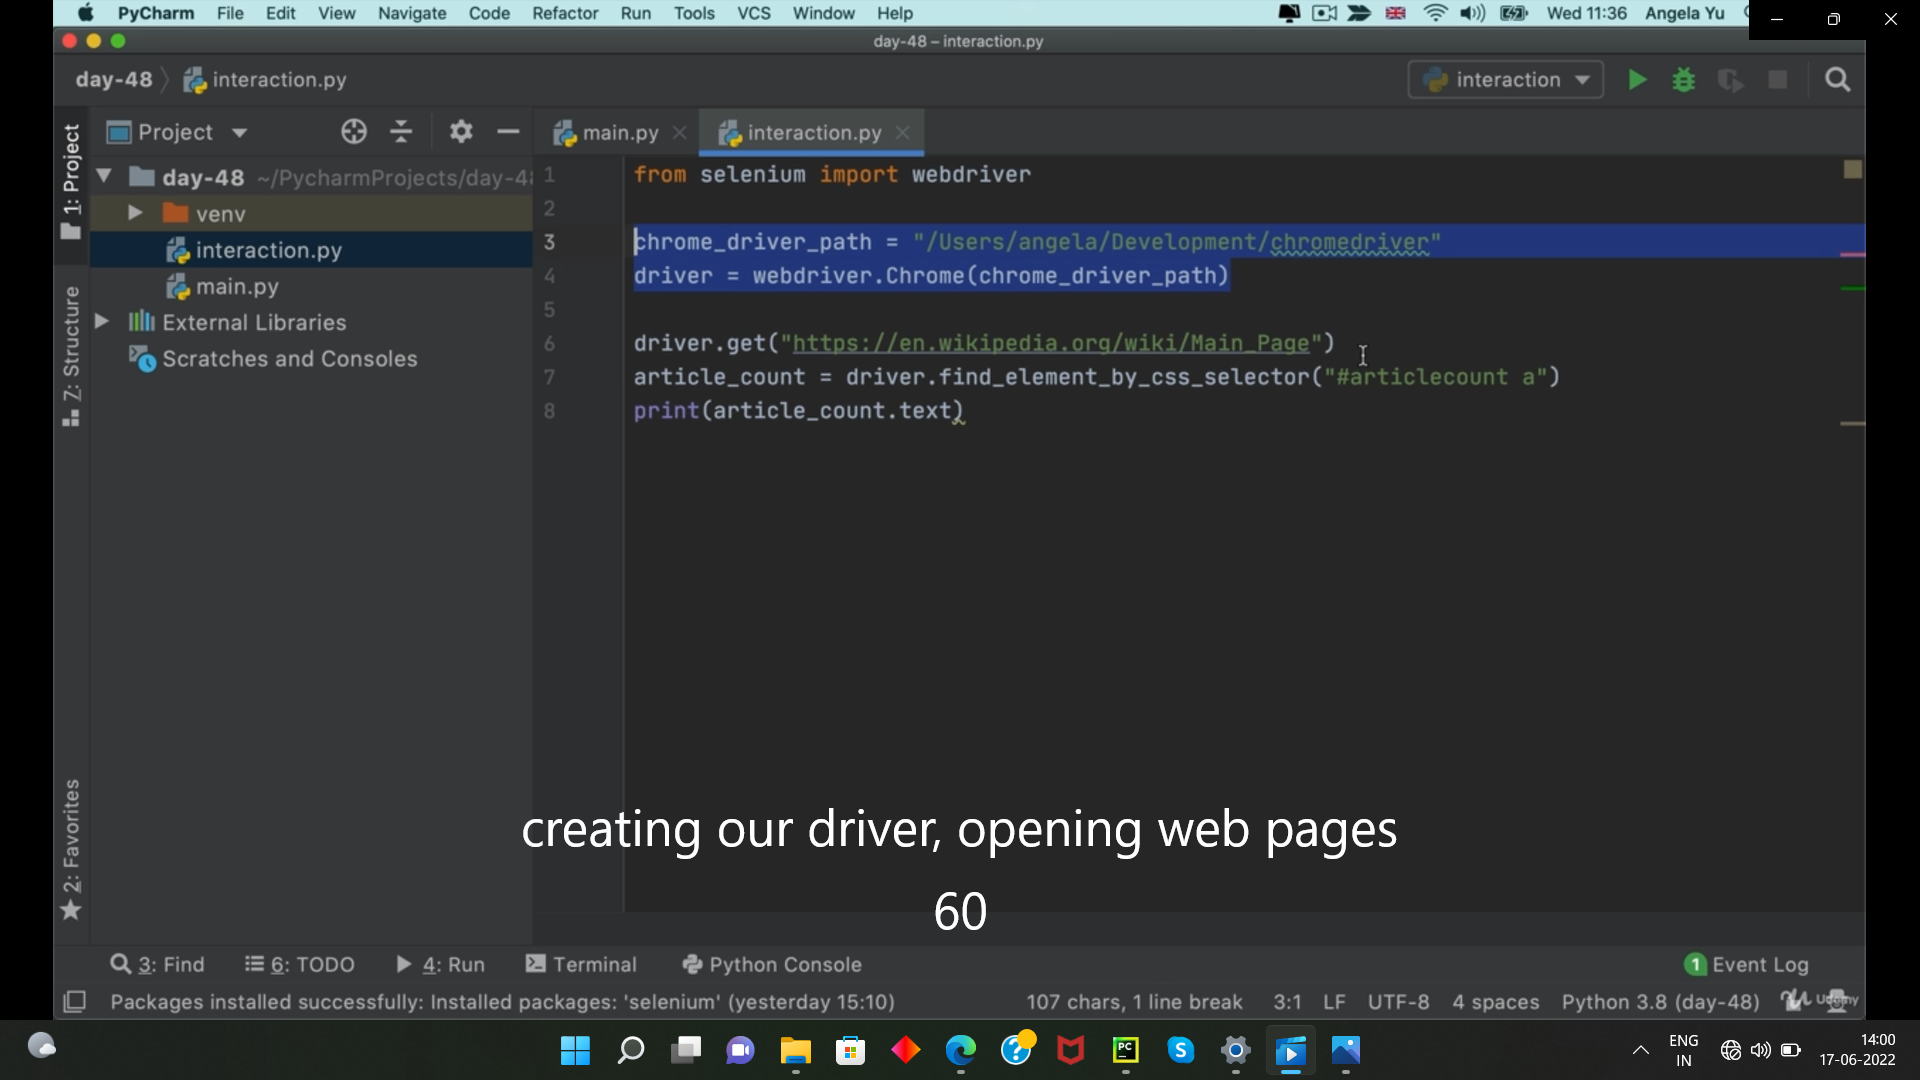 PyCharm File Edit View Navigate Code Refactor Run Tools VCS Window Help Wed 11:36 Angela Yu
day-48 – interaction.py
day-48 interaction.py interaction
Project main.py interaction.py
1: Project
day-48 ~/PycharmProjects/day-4
venv
interaction.py
main.py
External Libraries
Scratches and Consoles
7: Structure
2: Favorites
1 from selenium import webdriver
2
3 chrome_driver_path = "/Users/angela/Development/chromedriver"
4 driver = webdriver.Chrome(chrome_driver_path)
5
6 driver.get("https://en.wikipedia.org/wiki/Main_Page")
7 article_count = driver.find_element_by_css_selector("#articlecount a")
8 print(article_count.text)
creating our driver, opening web pages
60
3: Find 6: TODO 4: Run Terminal Python Console 1 Event Log
Packages installed successfully: Installed packages: 'selenium' (yesterday 15:10) 107 chars, 1 line break 3:1 LF UTF-8 4 spaces Python 3.8 (day-48) Udemy
PC
S
ENG
IN
14:00
17-06-2022